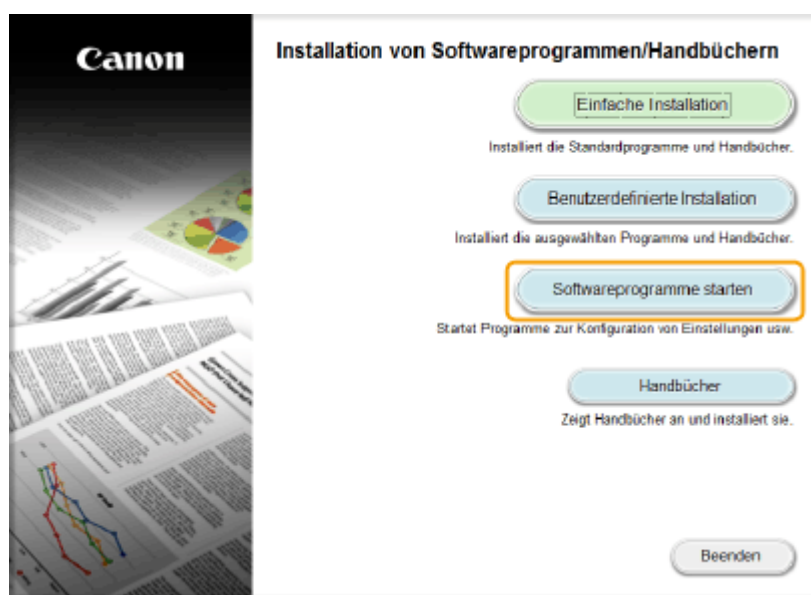 Canon
Installation von Softwareprogrammen/Handbüchern
Einfache Installation
Installiert die Standardprogramme und Handbücher.
Benutzerdefinierte Installation
Installiert die ausgewählten Programme und Handbücher.
Softwareprogramme starten
Startet Programme zur Konfiguration von Einstellungen usw.
Handbücher
Zeigt Handbücher an und installiert sie.
Beenden